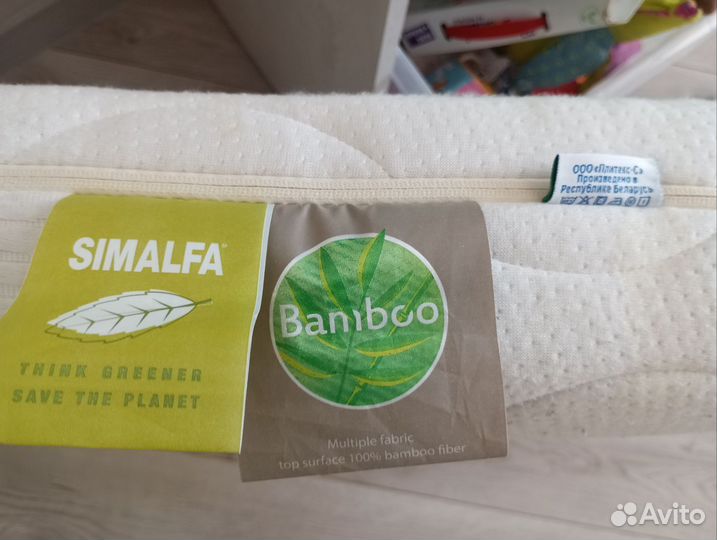 ООО «Плитекс-С»
Произведено в
Республике Беларусь
SIMALFA
THINK GREENER
SAVE THE PLANET
Bamboo
Multiple fabric
top surface 100% bamboo fiber
Avito